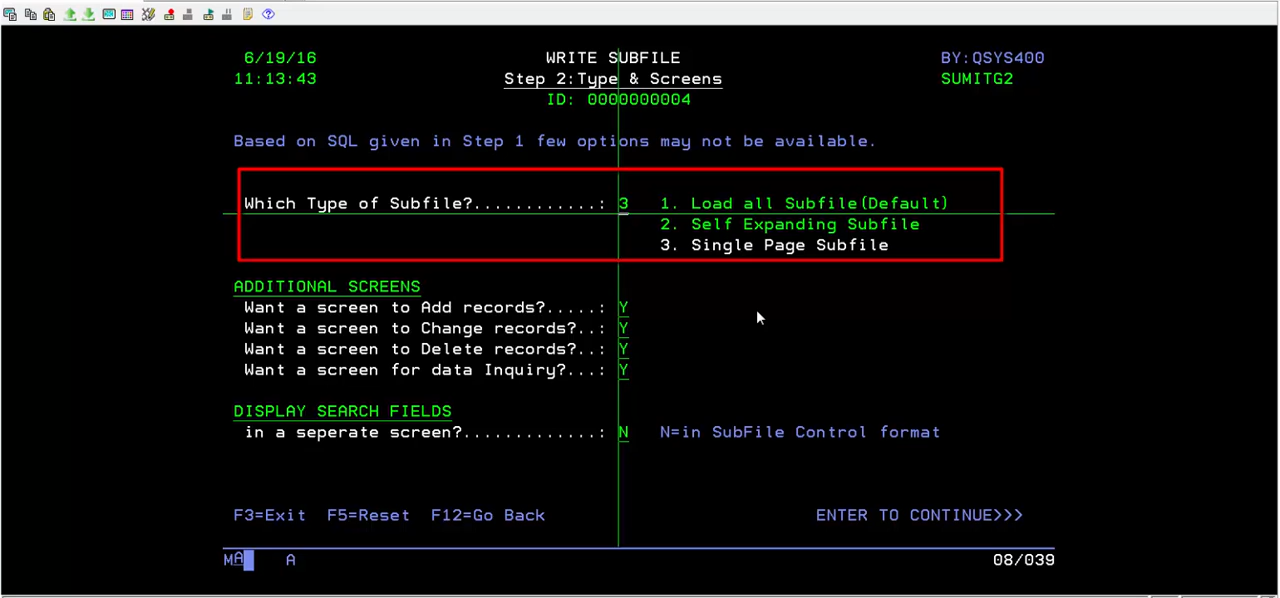 6/19/16 WRITE SUBFILE BY:QSYS400
11:13:43 Step 2:Type & Screens SUMITG2
ID: 0000000004
Based on SQL given in Step 1 few options may not be available.
Which Type of Subfile?............: 3 1. Load all Subfile(Default)
2. Self Expanding Subfile
3. Single Page Subfile
ADDITIONAL SCREENS
Want a screen to Add records?.....: Y
Want a screen to Change records?..: Y
Want a screen to Delete records?..: Y
Want a screen for data Inquiry?...: Y
DISPLAY SEARCH FIELDS
in a seperate screen?.............: N N=in SubFile Control format
F3=Exit F5=Reset F12=Go Back ENTER TO CONTINUE>>>
MA A 08/039